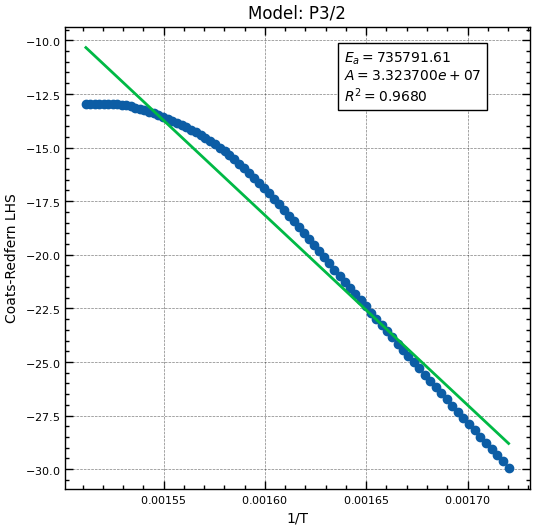 Model: P3/2
−10.0
−12.5
−15.0
−17.5
−20.0
−22.5
−25.0
−27.5
−30.0
Coats-Redfern LHS
Eₐ = 735791.61
A = 3.323700e + 07
R² = 0.9680
0.00155 0.00160 0.00165 0.00170
1/T